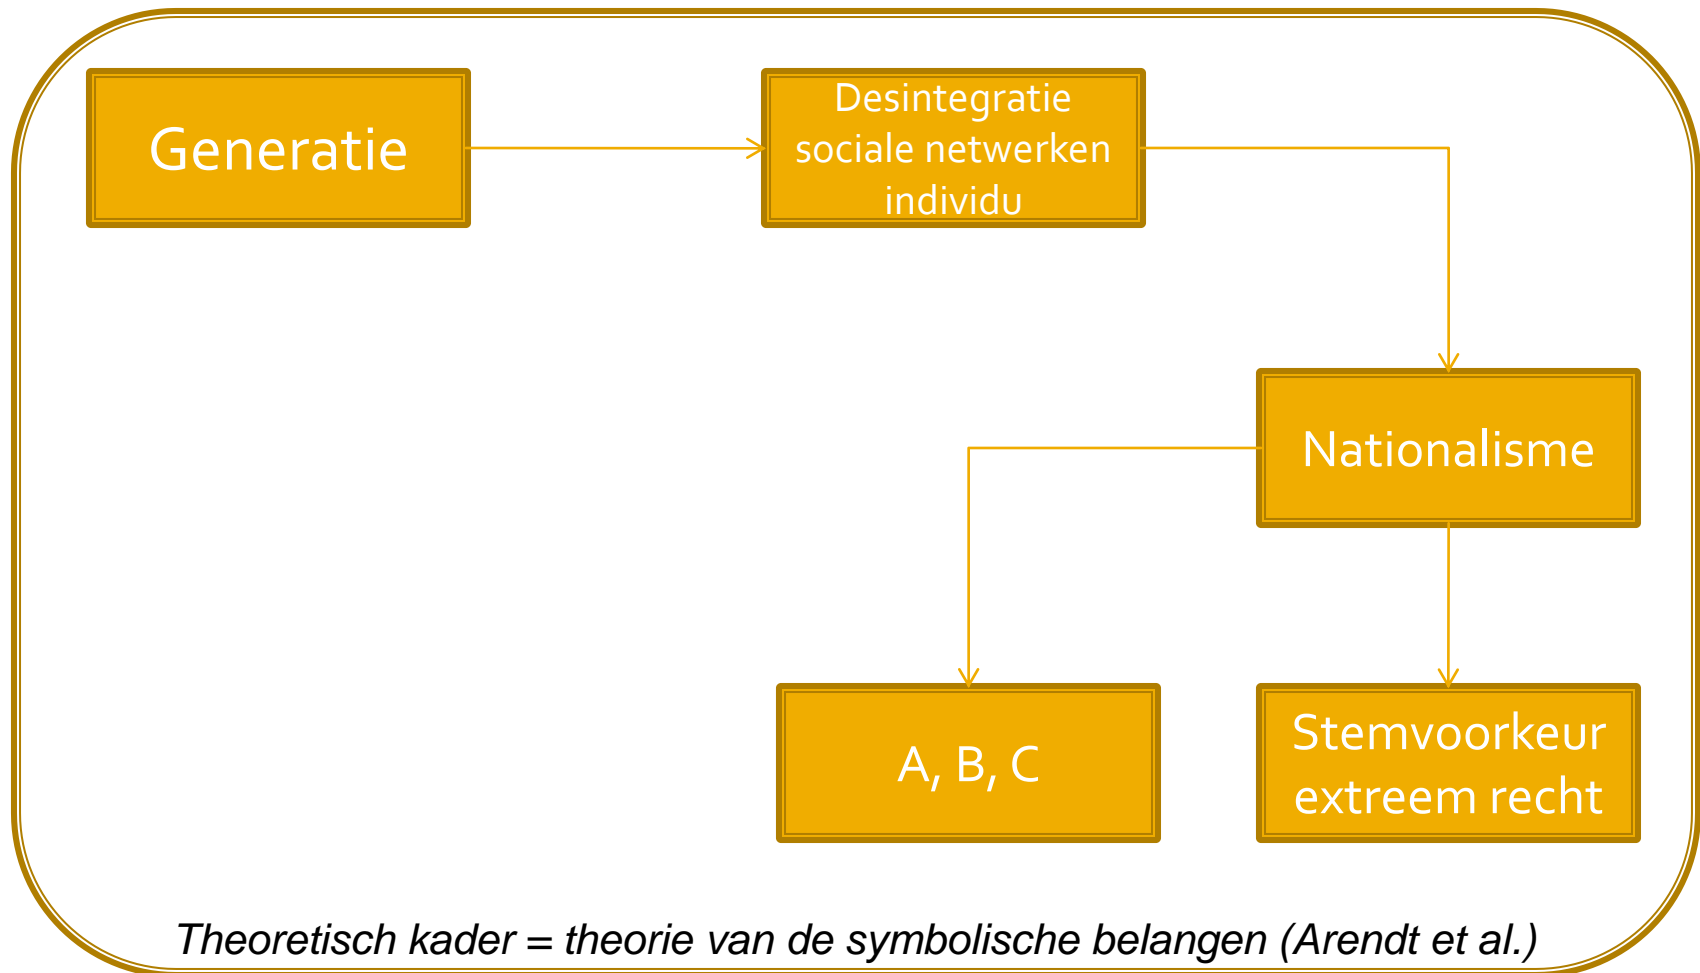 Generatie
Desintegratie
sociale netwerken
individu
Nationalisme
A, B, C
Stemvoorkeur
extreem recht
Theoretisch kader = theorie van de symbolische belangen (Arendt et al.)